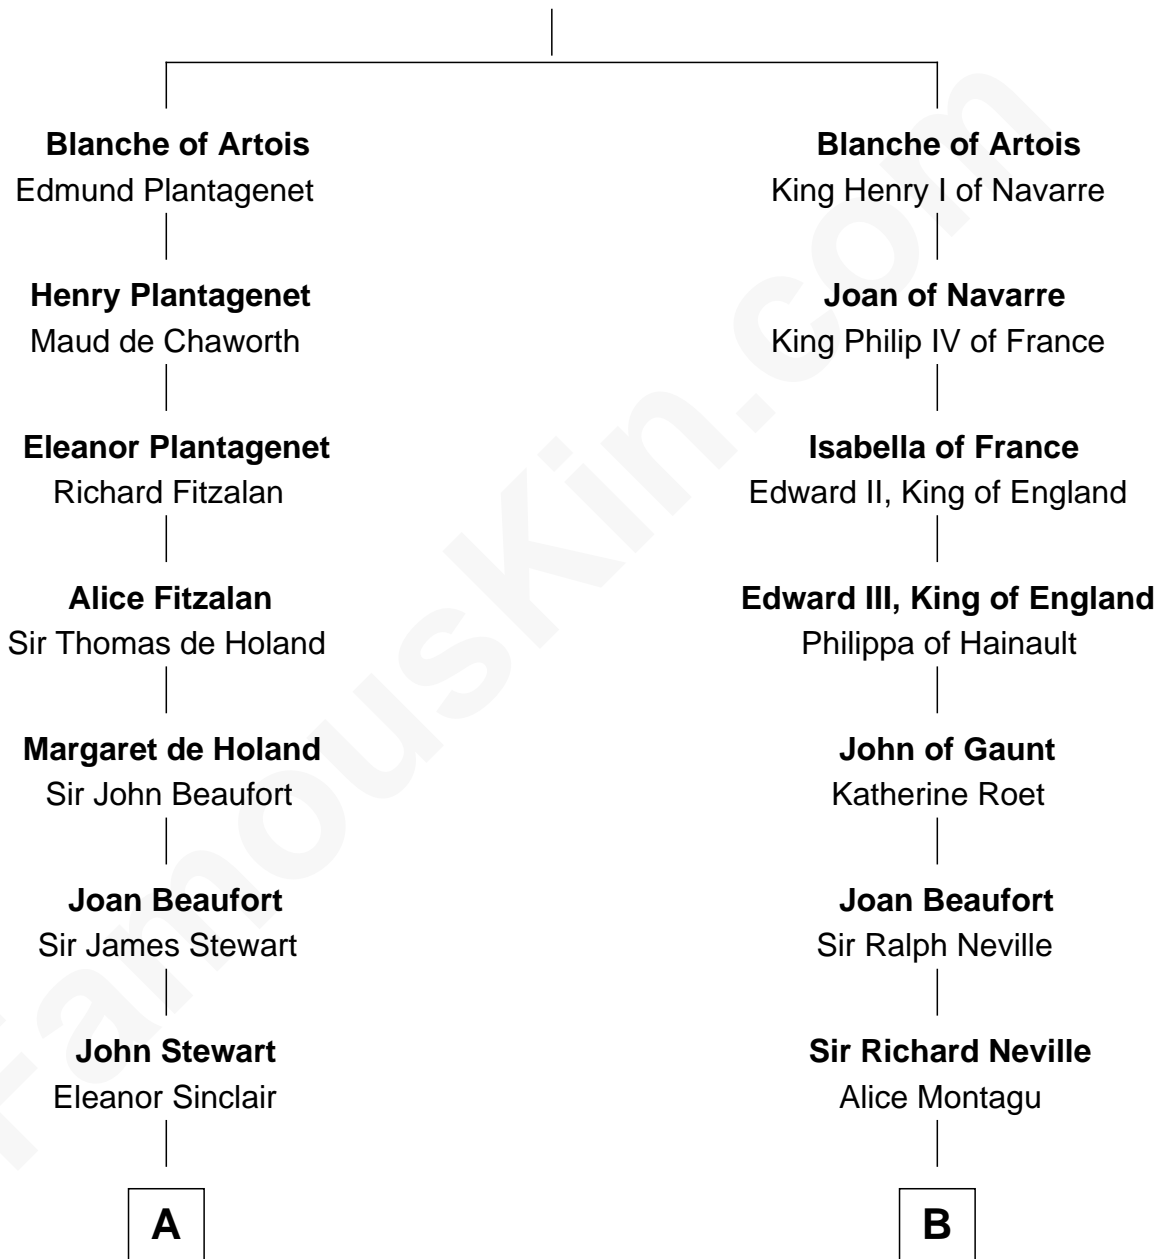 Blanche of Artois
Edmund Plantagenet
Henry Plantagenet
Maud de Chaworth
Eleanor Plantagenet
Richard Fitzalan
Alice Fitzalan
Sir Thomas de Holand
Margaret de Holand
Sir John Beaufort
Joan Beaufort
Sir James Stewart
John Stewart
Eleanor Sinclair
A
Blanche of Artois
King Henry I of Navarre
Joan of Navarre
King Philip IV of France
Isabella of France
Edward II, King of England
Edward III, King of England
Philippa of Hainault
John of Gaunt
Katherine Roet
Joan Beaufort
Sir Ralph Neville
Sir Richard Neville
Alice Montagu
B
FamousKin.com